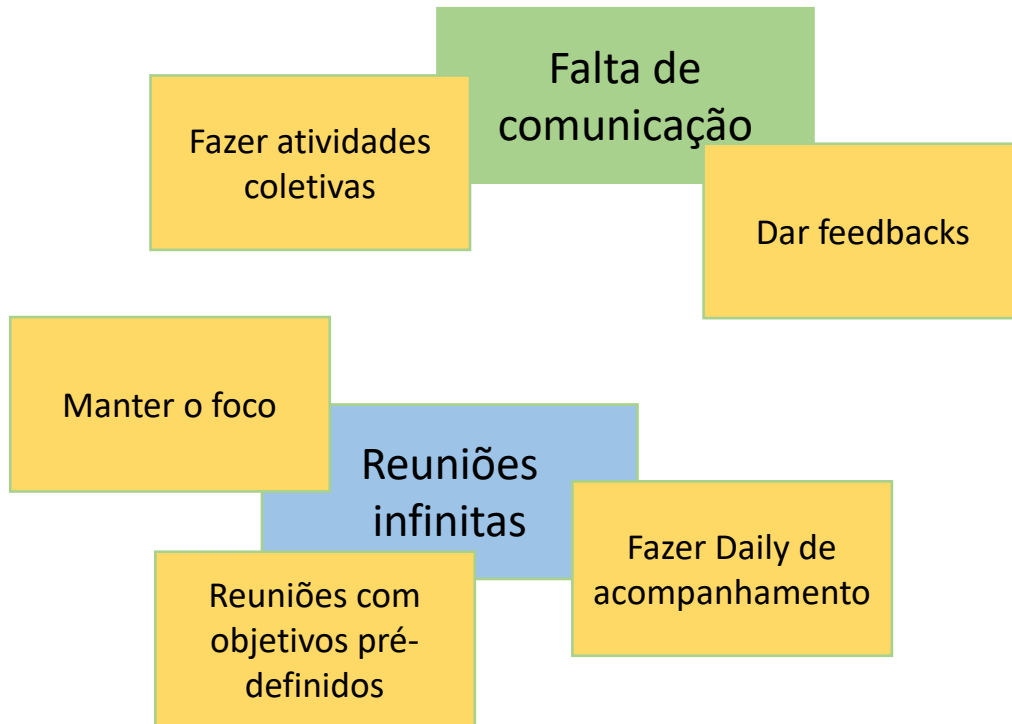 Falta de
comunicação
Fazer atividades
coletivas
Dar feedbacks
Manter o foco
Reuniões
infinitas
Fazer Daily de
acompanhamento
Reuniões com
objetivos pré-
definidos